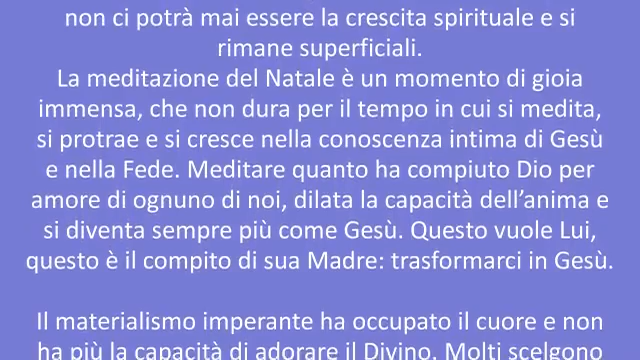 non ci potrà mai essere la crescita spirituale e si
rimane superficiali.
La meditazione del Natale è un momento di gioia
immensa, che non dura per il tempo in cui si medita,
si protrae e si cresce nella conoscenza intima di Gesù
e nella Fede. Meditare quanto ha compiuto Dio per
amore di ognuno di noi, dilata la capacità dell’anima e
si diventa sempre più come Gesù. Questo vuole Lui,
questo è il compito di sua Madre: trasformarci in Gesù.
Il materialismo imperante ha occupato il cuore e non
ha più la capacità di adorare il Divino. Molti scelgono